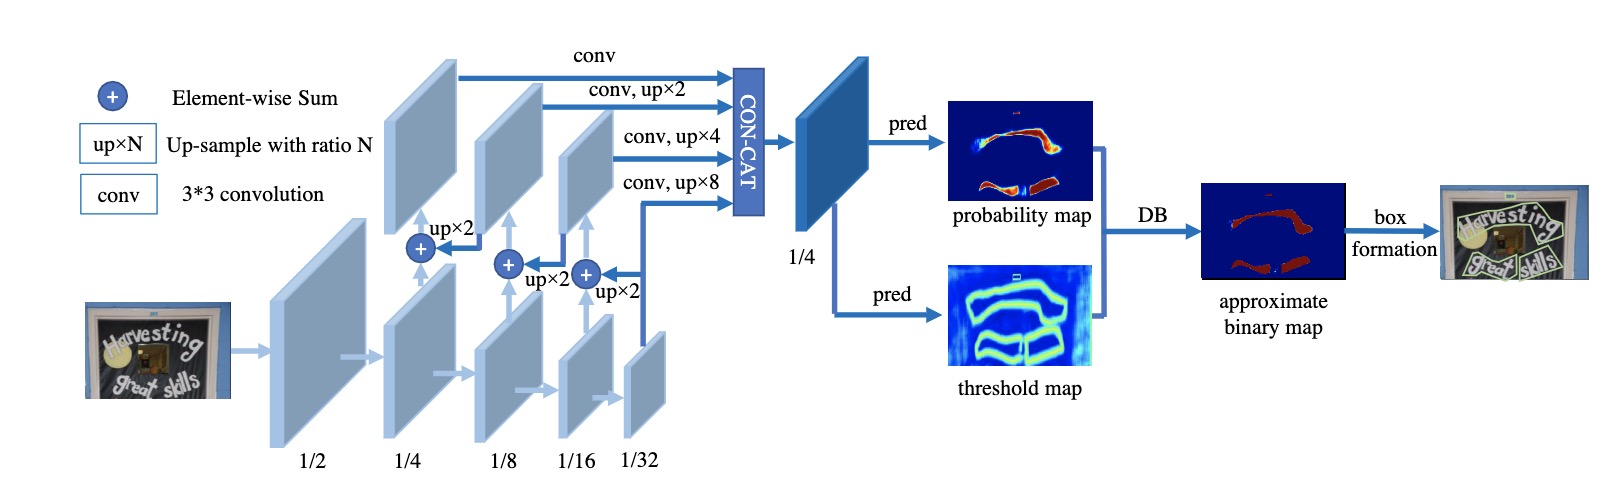 conv
conv, up×2
Element-wise Sum
up×N Up-sample with ratio N
conv 3*3 convolution
conv, up×4
conv, up×8
CON-CAT
up×2
up×2
up×2
1/2
1/4
1/8
1/16
1/32
Harvesting
great skills
1/4
pred
probability map
pred
threshold map
DB
approximate
binary map
box
formation
Harvesting
great skills